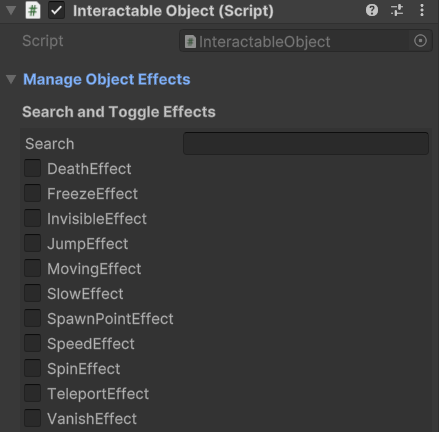 Interactable Object (Script)
Script InteractableObject
Manage Object Effects
Search and Toggle Effects
Search
DeathEffect
FreezeEffect
InvisibleEffect
JumpEffect
MovingEffect
SlowEffect
SpawnPointEffect
SpeedEffect
SpinEffect
TeleportEffect
VanishEffect